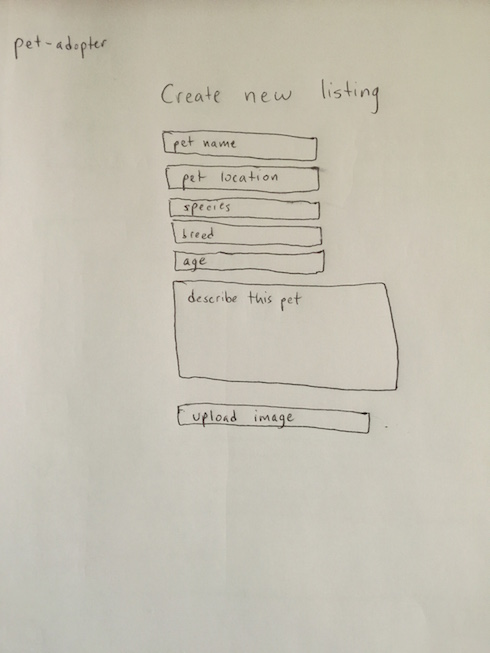 pet-adopter
Create new listing
pet name
pet location
species
breed
age
describe this pet
upload image